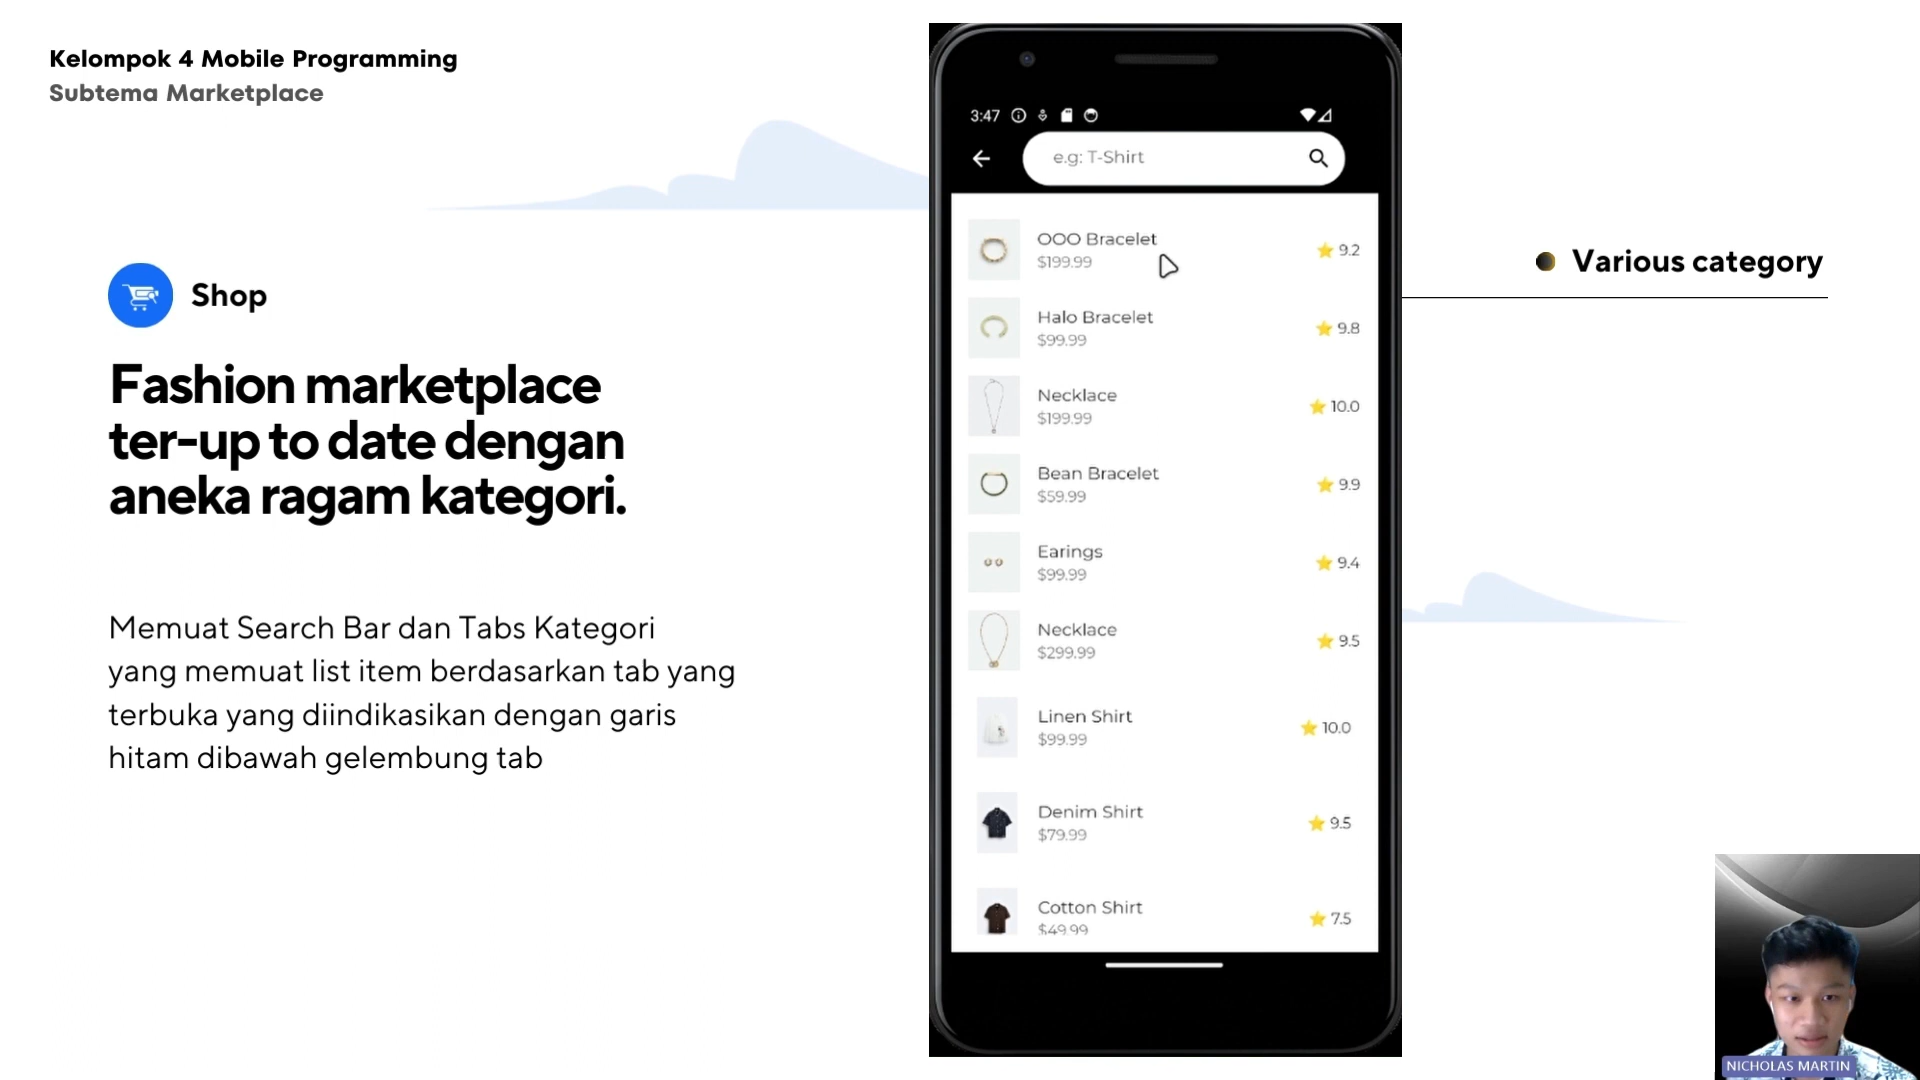 Kelompok 4 Mobile Programming
Subtema Marketplace
Shop
Fashion marketplace
ter-up to date dengan
aneka ragam kategori.
Memuat Search Bar dan Tabs Kategori
yang memuat list item berdasarkan tab yang
terbuka yang diindikasikan dengan garis
hitam dibawah gelembung tab
3:47
e.g: T-Shirt
OOO Bracelet
$199.99
9.2
Halo Bracelet
$99.99
9.8
Necklace
$199.99
10.0
Bean Bracelet
$59.99
9.9
Earings
$99.99
9.4
Necklace
$299.99
9.5
Linen Shirt
$99.99
10.0
Denim Shirt
$79.99
9.5
Cotton Shirt
$49.99
7.5
Various category
NICHOLAS MARTIN